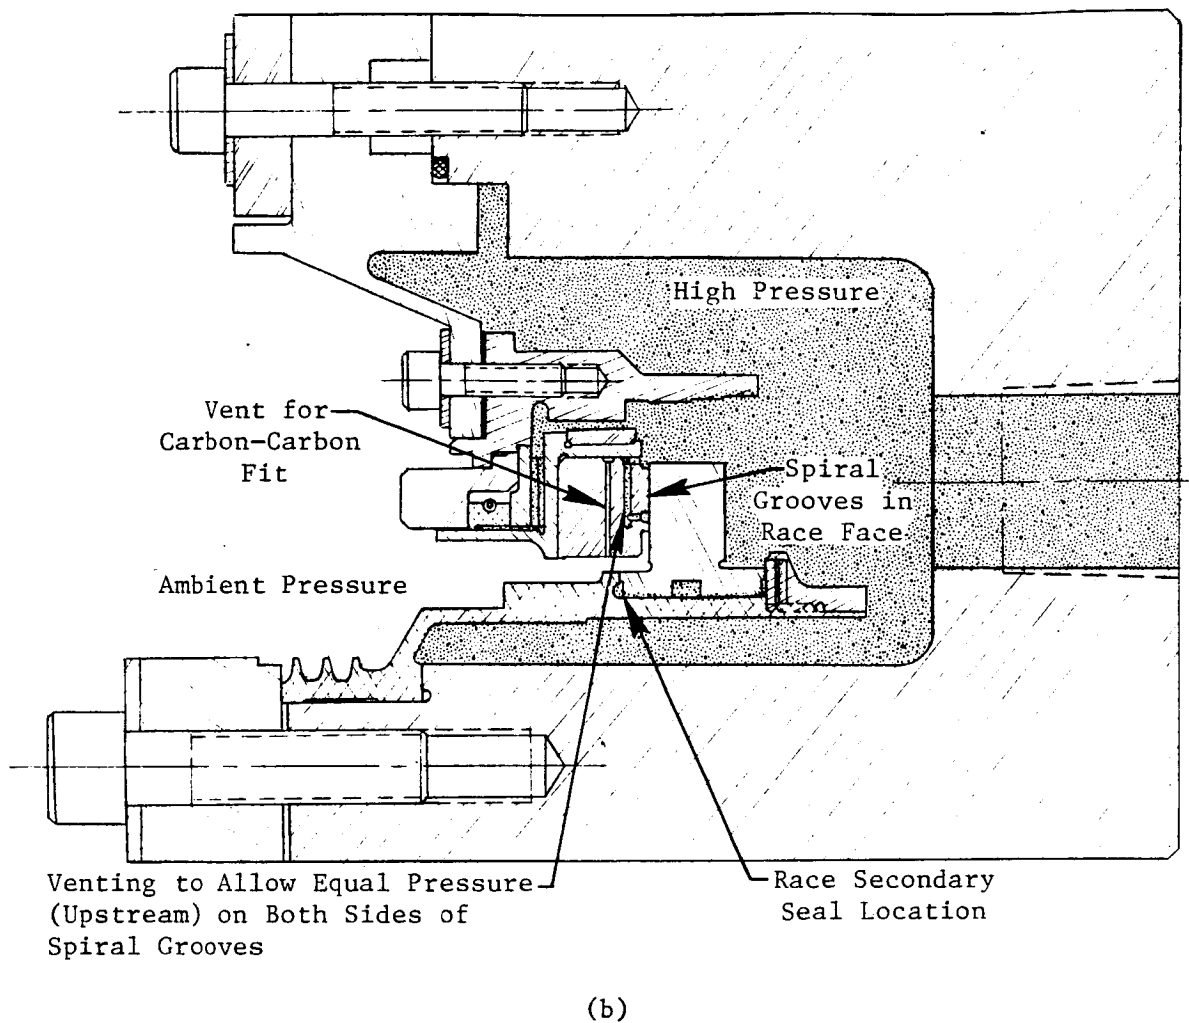 High Pressure
Vent for
Carbon-Carbon
Fit
Spiral
Grooves in
Race Face
Ambient Pressure
Venting to Allow Equal Pressure
(Upstream) on Both Sides of
Spiral Grooves
Race Secondary
Seal Location
(b)